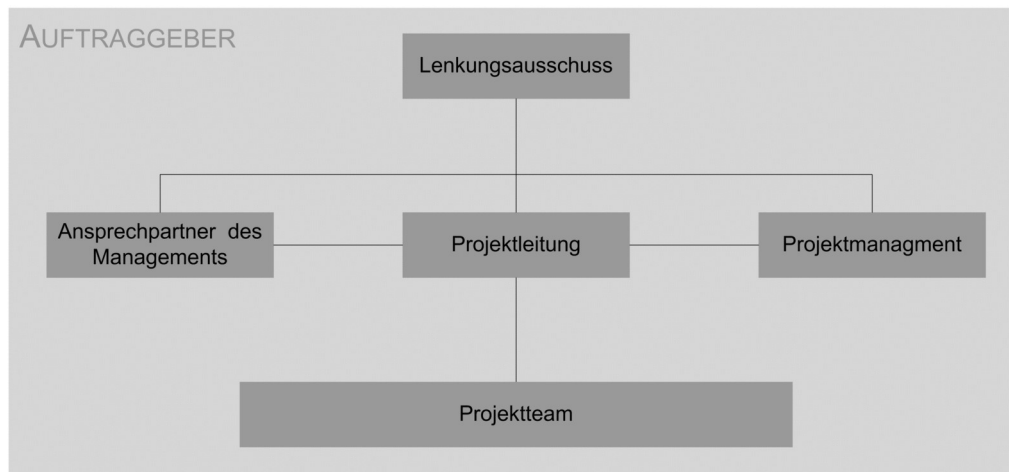 AUFTRAGGEBER
Lenkungsausschuss
Ansprechpartner des
Managements
Projektleitung
Projektmanagment
Projektteam